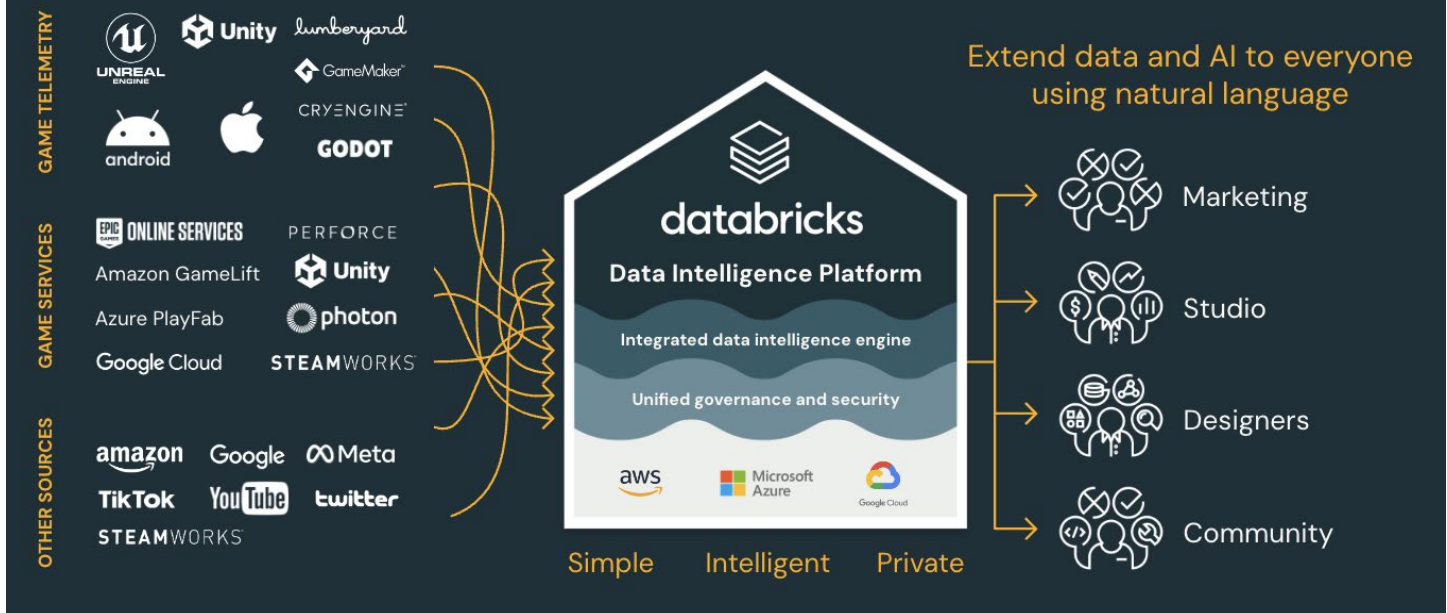 GAME TELEMETRY
UNREAL
ENGINE
Unity
lumberyard
GameMaker™
android
CRYENGINE®
GODOT
GAME SERVICES
EPIC
GAMES
ONLINE SERVICES
PERFORCE
Amazon GameLift
Unity
Azure PlayFab
photon
Google Cloud
STEAMWORKS
OTHER SOURCES
amazon
Google
Meta
TikTok
YouTube
twitter
STEAMWORKS
databricks
Data Intelligence Platform
Integrated data intelligence engine
Unified governance and security
aws
Microsoft
Azure
Google Cloud
Simple
Intelligent
Private
Extend data and AI to everyone
using natural language
Marketing
Studio
Designers
Community